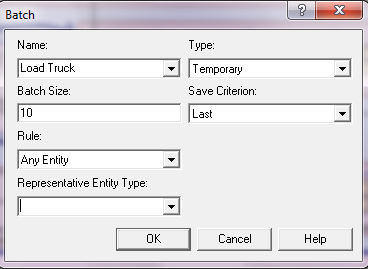 Batch
?
Name:
Type:
Load Truck
Temporary
Batch Size:
Save Criterion:
10
Last
Rule:
Any Entity
Representative Entity Type:
OK
Cancel
Help